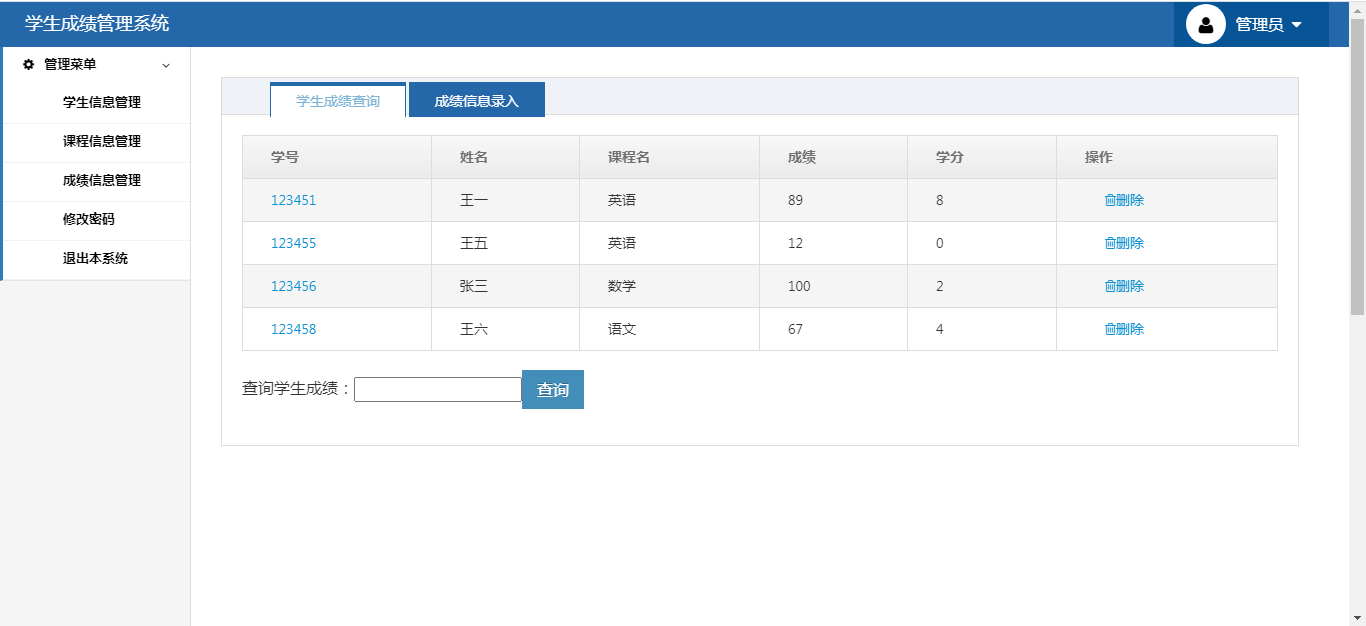 学生成绩管理系统
管理员
管理菜单
学生信息管理
课程信息管理
成绩信息管理
修改密码
退出本系统
学生成绩查询 成绩信息录入
学号 姓名 课程名 成绩 学分 操作
123451 王一 英语 89 8 删除
123455 王五 英语 12 0 删除
123456 张三 数学 100 2 删除
123458 王六 语文 67 4 删除
查询学生成绩： 查询